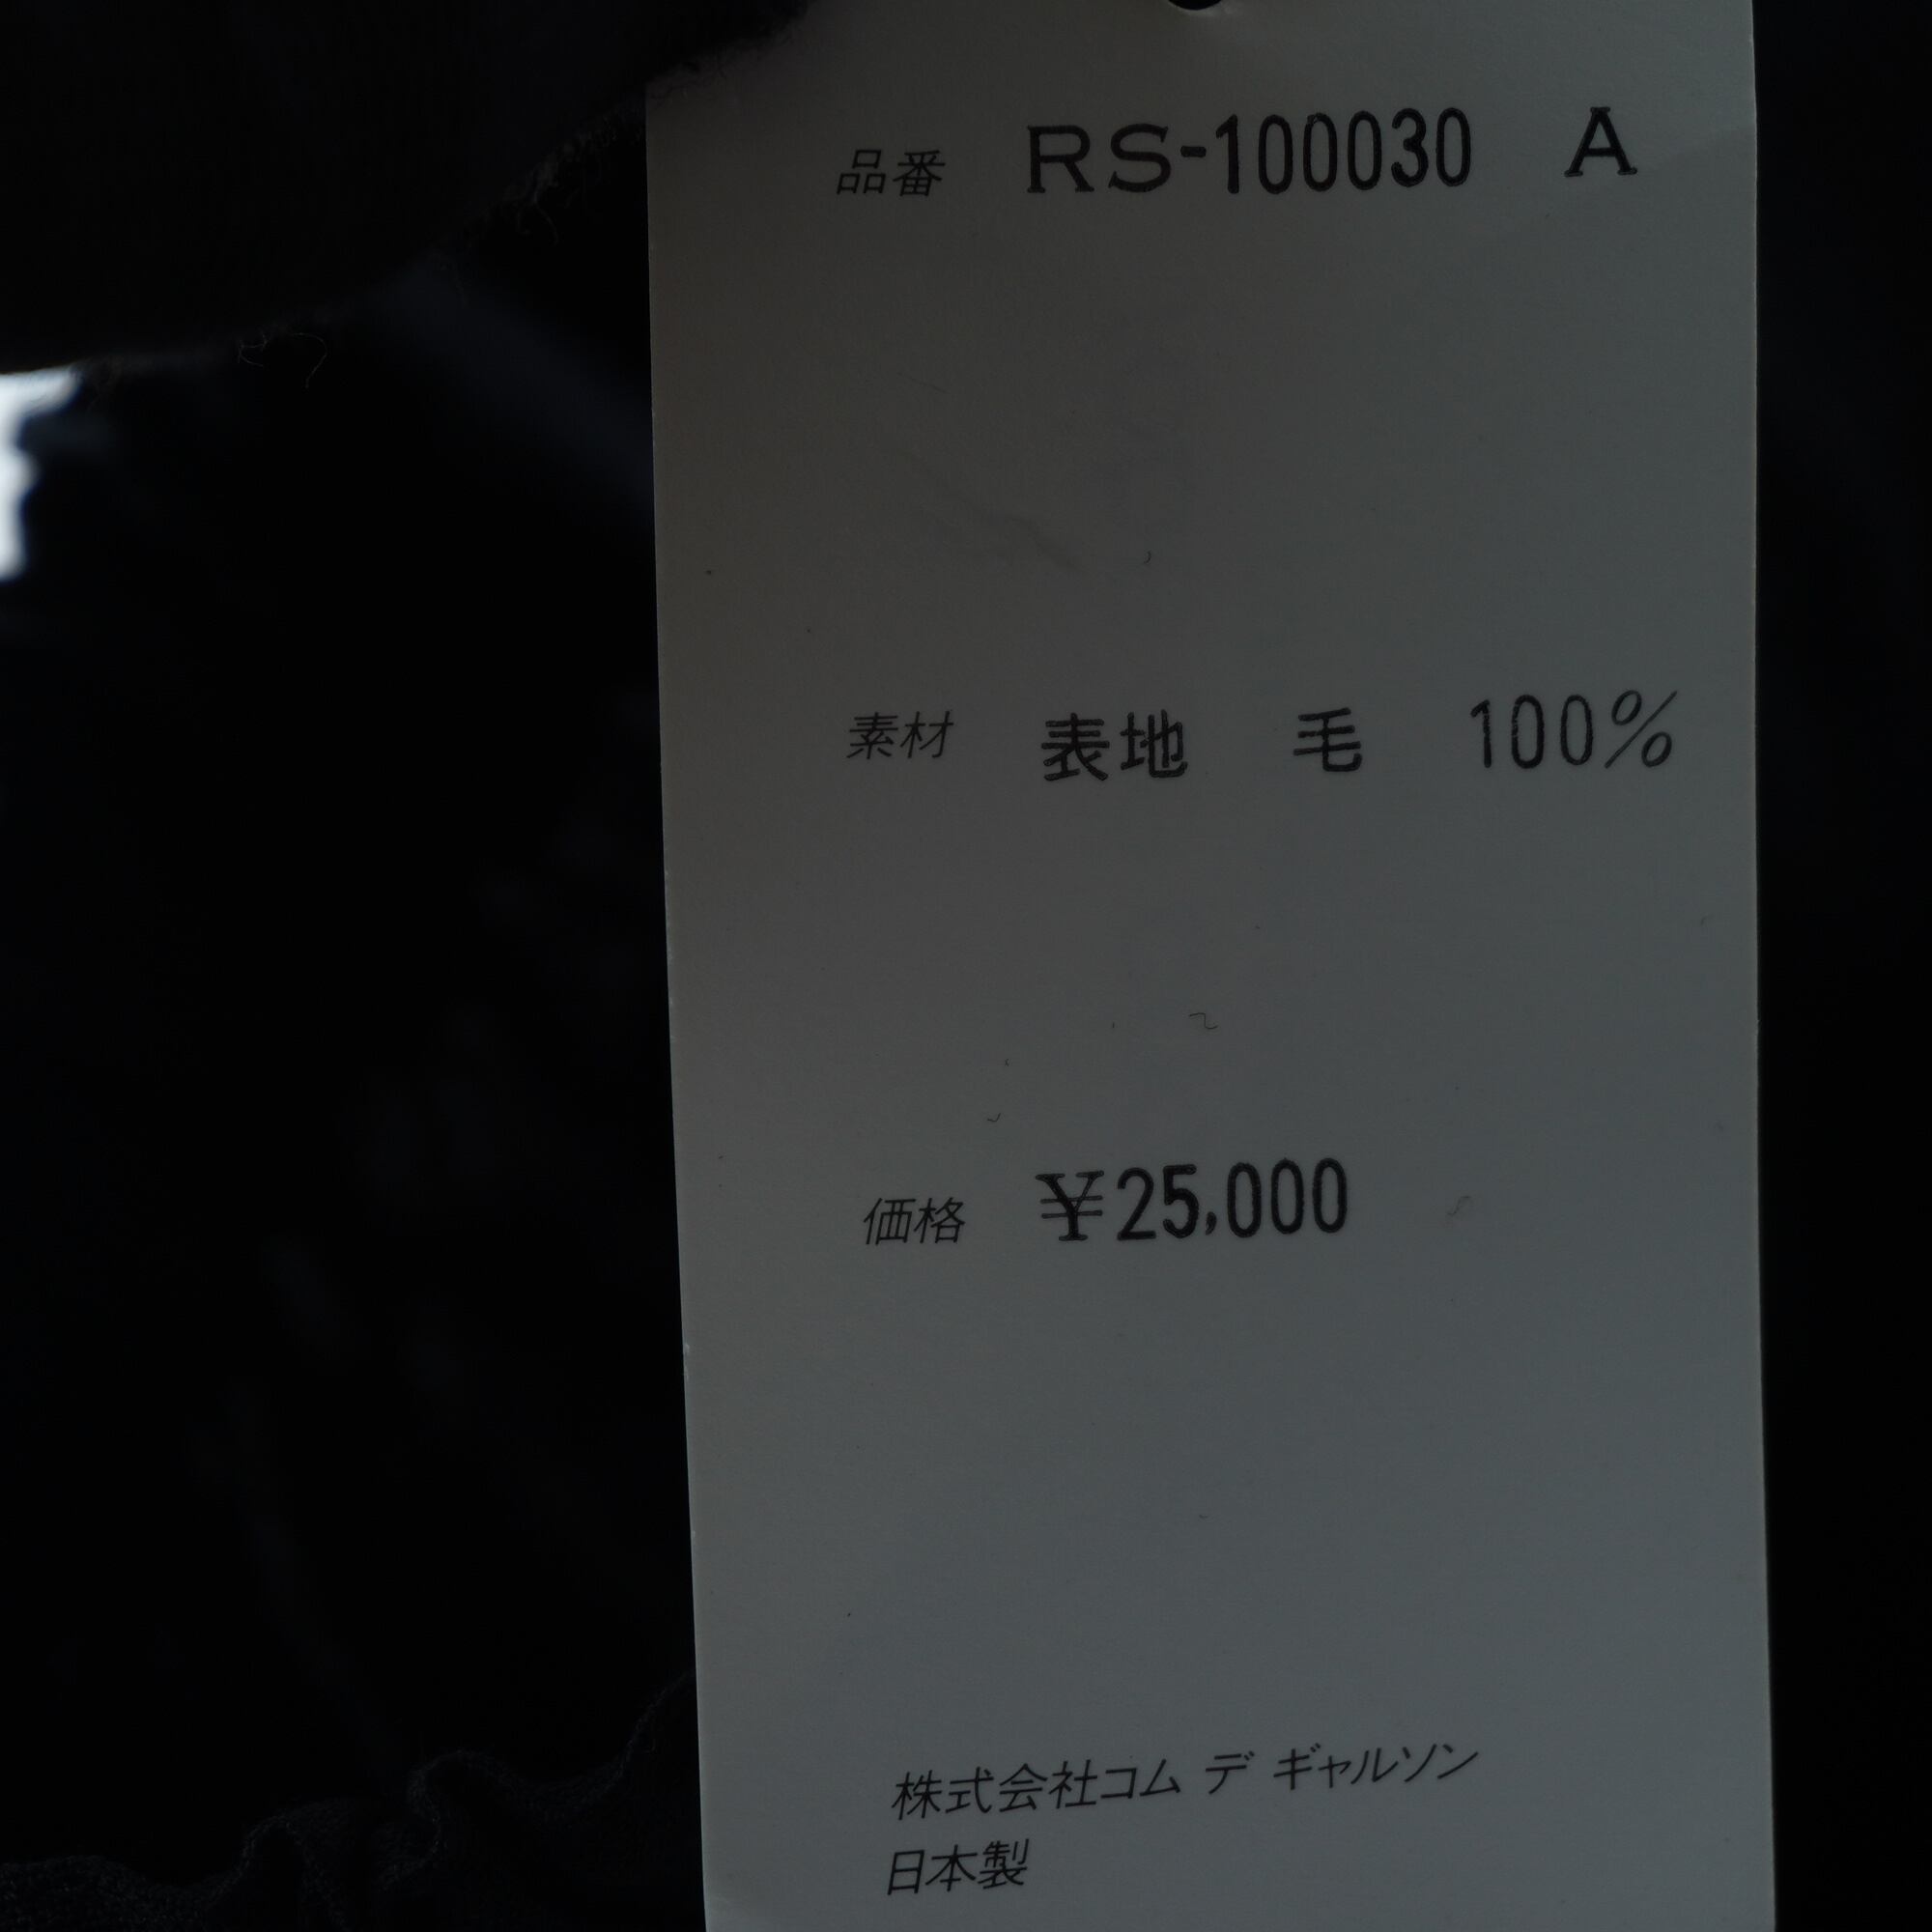 品番 RS-100030 A
素材 表地 毛 100%
価格 ¥25,000
株式会社コム デ ギャルソン
日本製